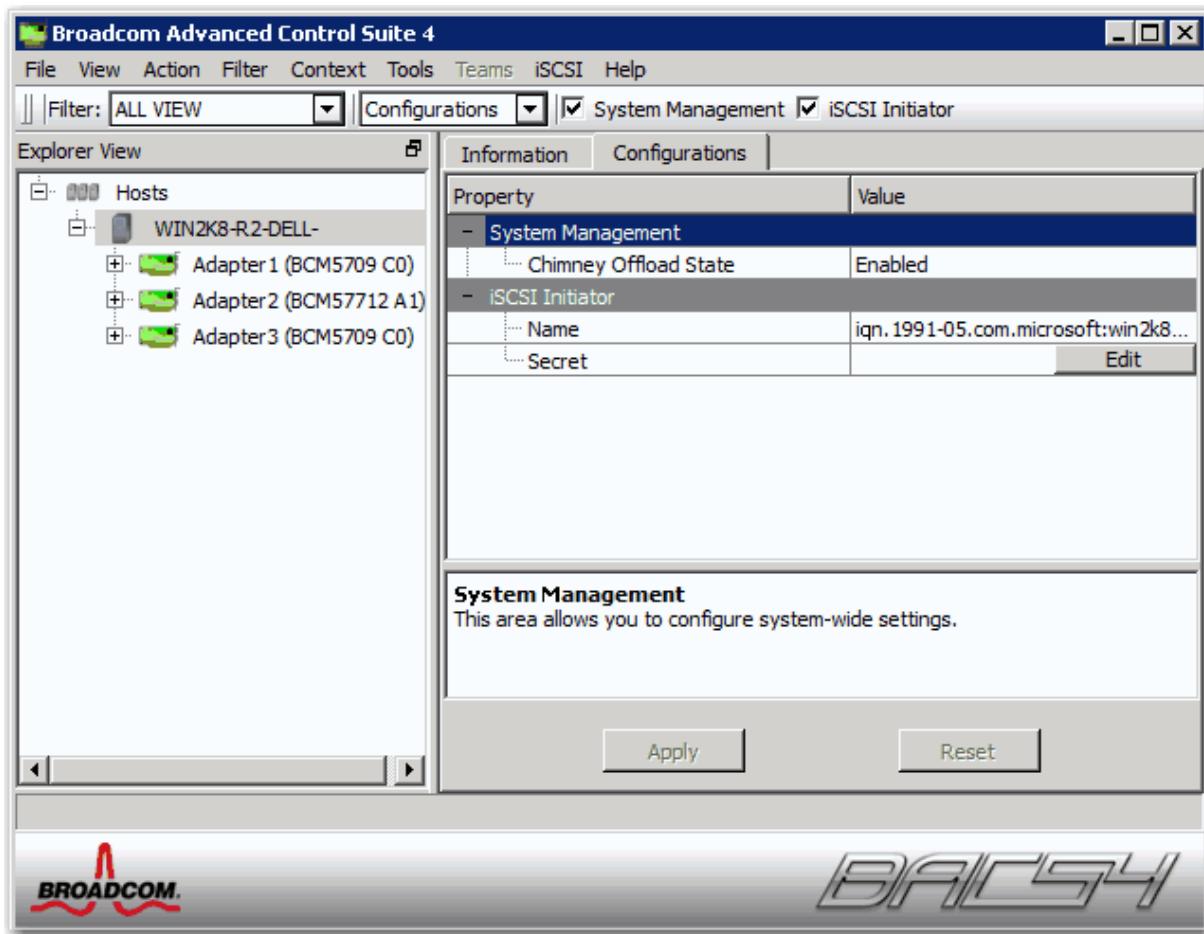 Broadcom Advanced Control Suite 4
File View Action Filter Context Tools Teams iSCSI Help
Filter: ALL VIEW Configurations System Management iSCSI Initiator
Explorer View
Hosts
WIN2K8-R2-DELL-
Adapter1 (BCM5709 C0)
Adapter2 (BCM57712 A1)
Adapter3 (BCM5709 C0)
Information Configurations
Property Value
System Management
Chimney Offload State Enabled
iSCSI Initiator
Name iqn.1991-05.com.microsoft:win2k8...
Secret Edit
System Management
This area allows you to configure system-wide settings.
Apply Reset
BROADCOM.
BACS4